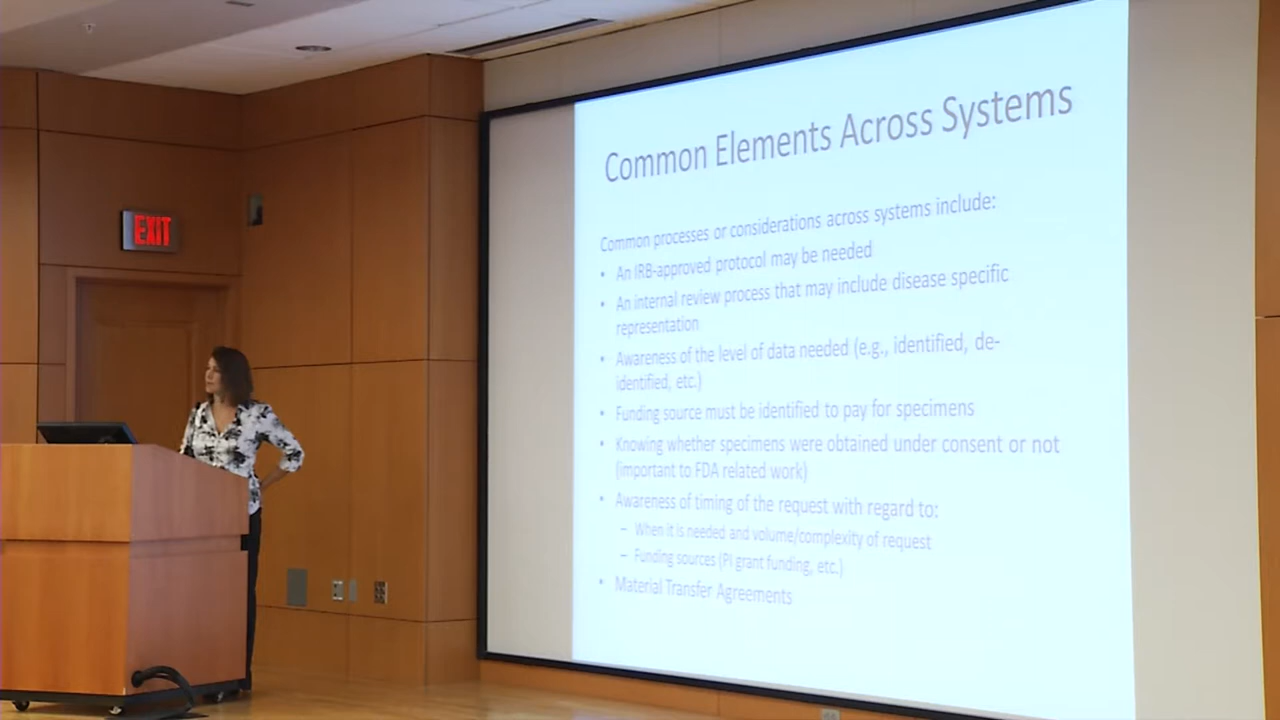 EXIT
Common Elements Across Systems
Common processes or considerations across systems include:
• An IRB-approved protocol may be needed
• An internal review process that may include disease specific
representation
• Awareness of the level of data needed (e.g., identified, de-
identified, etc.)
• Funding source must be identified to pay for specimens
• Knowing whether specimens were obtained under consent or not
(important to FDA related work)
• Awareness of timing of the request with regard to:
– When it is needed and volume/complexity of request
– Funding sources (PI grant funding, etc.)
• Material Transfer Agreements